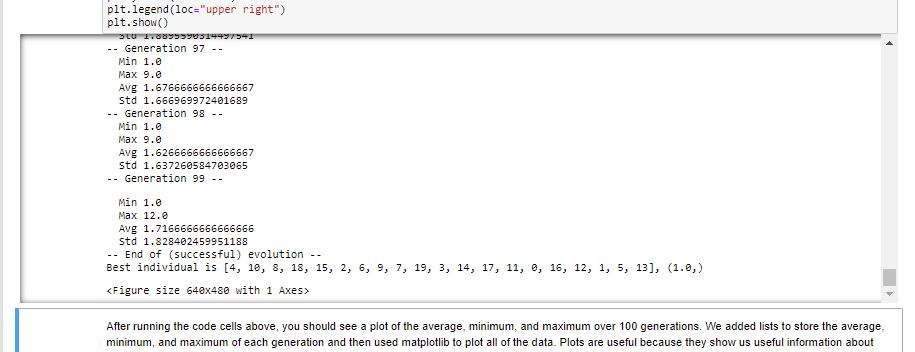 plt.legend(loc="upper right")
plt.show()
Std 1.8895590314497541
-- Generation 97 --
Min 1.0
Max 9.0
Avg 1.6766666666666667
Std 1.666969972401689
-- Generation 98 --
Min 1.0
Max 9.0
Avg 1.6266666666666667
Std 1.637260584703065
-- Generation 99 --
Min 1.0
Max 12.0
Avg 1.7166666666666666
Std 1.828402459951188
-- End of (successful) evolution --
Best individual is [4, 10, 8, 18, 15, 2, 6, 9, 7, 19, 3, 14, 17, 11, 0, 16, 12, 1, 5, 13], (1.0,)
<Figure size 640x480 with 1 Axes>
After running the code cells above, you should see a plot of the average, minimum, and maximum over 100 generations. We added lists to store the average,
minimum, and maximum of each generation and then used matplotlib to plot all of the data. Plots are useful because they show us useful information about